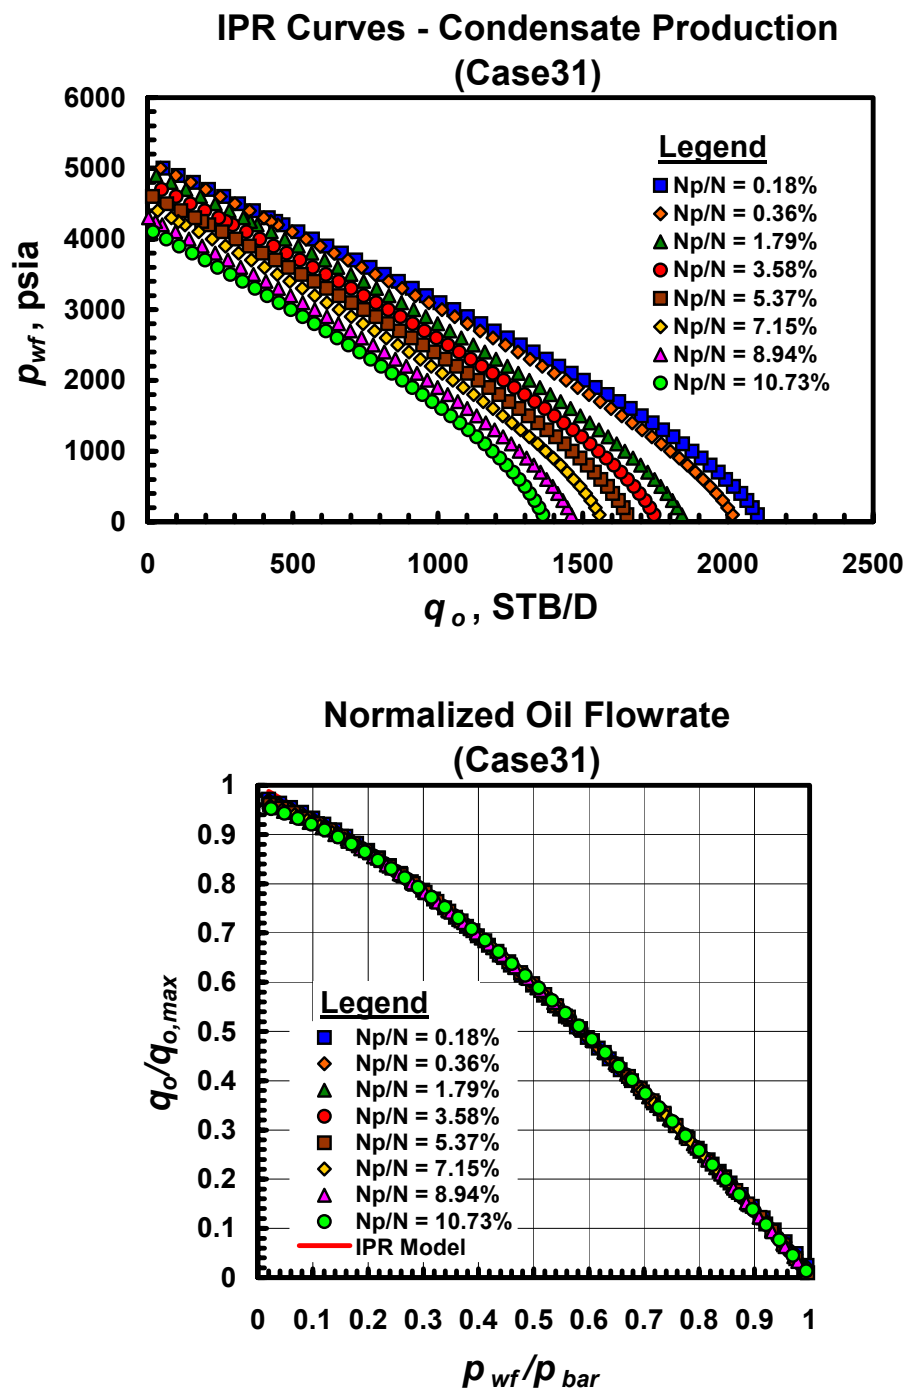 IPR Curves - Condensate Production
(Case31)
6000
5000
4000
3000
2000
1000
0
p wf , psia
Legend
Np/N = 0.18%
Np/N = 0.36%
Np/N = 1.79%
Np/N = 3.58%
Np/N = 5.37%
Np/N = 7.15%
Np/N = 8.94%
Np/N = 10.73%
0 500 1000 1500 2000 2500
q o , STB/D
Normalized Oil Flowrate
(Case31)
1
0.9
0.8
0.7
0.6
0.5
0.4
0.3
0.2
0.1
0
q o /q o,max
Legend
Np/N = 0.18%
Np/N = 0.36%
Np/N = 1.79%
Np/N = 3.58%
Np/N = 5.37%
Np/N = 7.15%
Np/N = 8.94%
Np/N = 10.73%
IPR Model
0 0.1 0.2 0.3 0.4 0.5 0.6 0.7 0.8 0.9 1
p wf /p bar